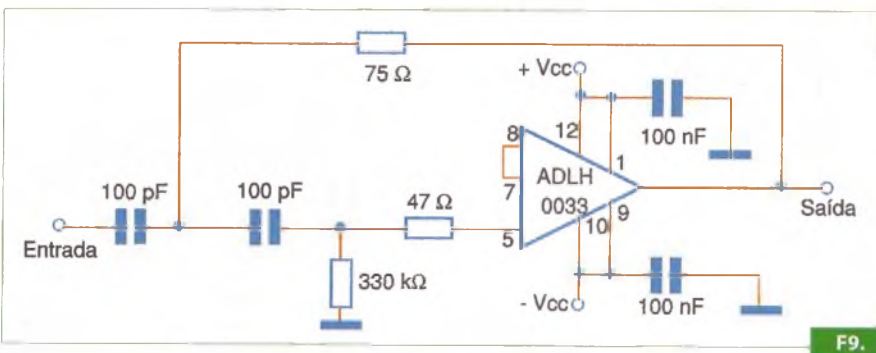 75 Ω
+ Vcc
100 nF
12
1
8
7
ADLH
0033
100 pF
100 pF
47 Ω
5
10
9
Entrada
Saída
330 kΩ
- Vcc
100 nF
F9.